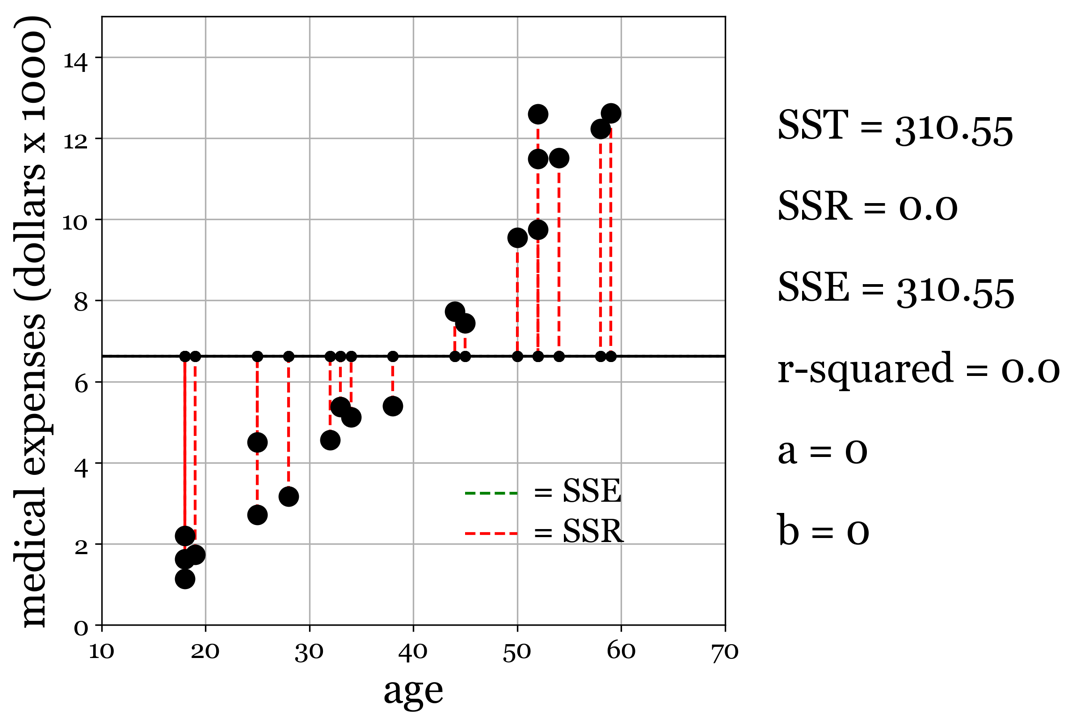 medical expenses (dollars x 1000)
14
12
10
8
6
4
2
0
10 20 30 40 50 60 70
age
= SSE
= SSR
SST = 310.55
SSR = 0.0
SSE = 310.55
r-squared = 0.0
a = 0
b = 0